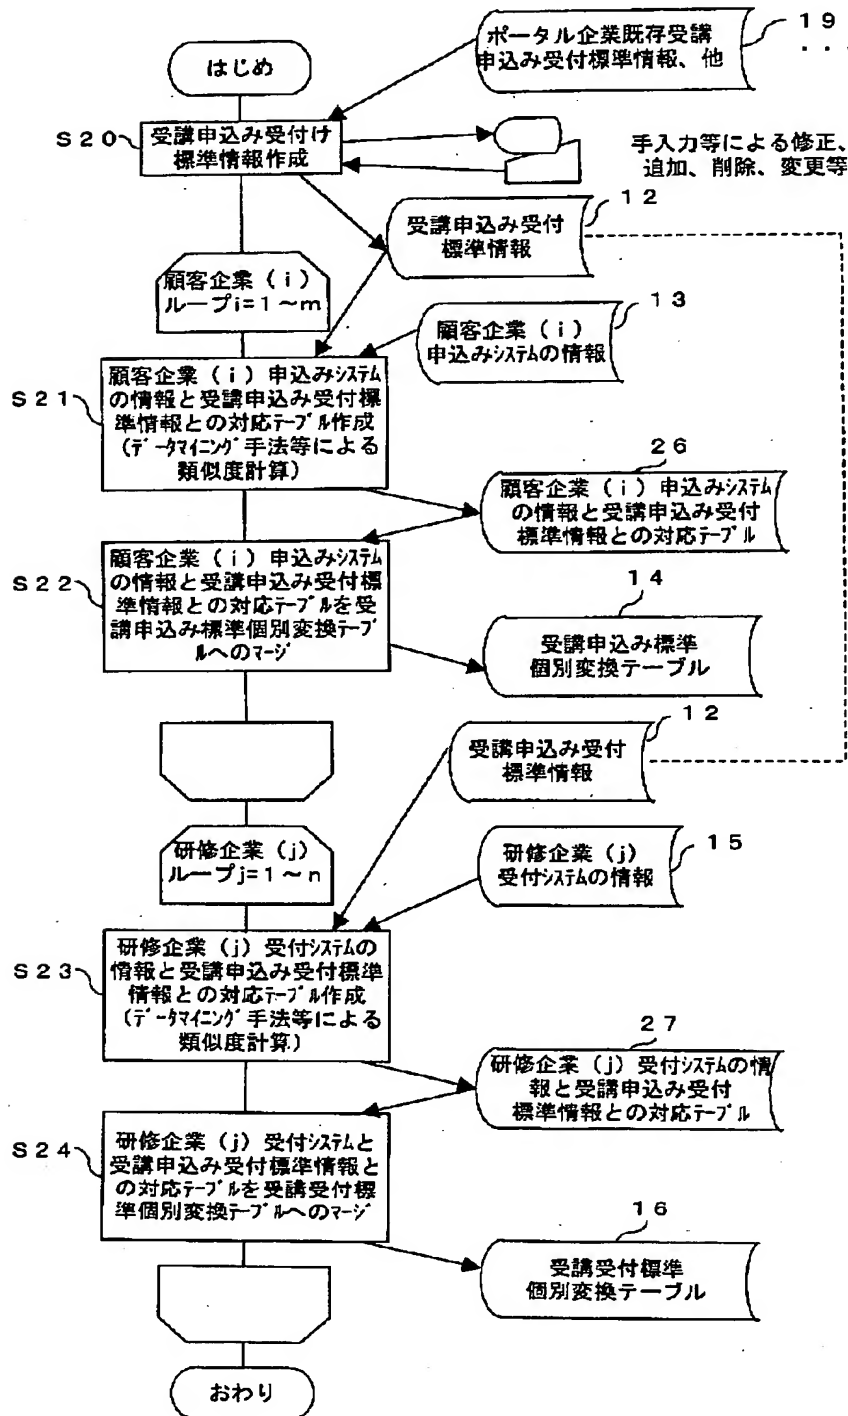 はじめ
ポータル企業既存受講
申込み受付標準情報、他
19
・・・
S20
受講申込み受付け
標準情報作成
手入力等による修正、
追加、削除、変更等
12
受講申込み受付
標準情報
顧客企業(i)
ループi=1~m
13
顧客企業(i)
申込みシステムの情報
S21
顧客企業(i)申込みシステム
の情報と受講申込み受付標
準情報との対応テーブル作成
(データマイニング手法等による
類似度計算)
26
顧客企業(i)申込みシステム
の情報と受講申込み受付
標準情報との対応テーブル
S22
顧客企業(i)申込みシステム
の情報と受講申込み受付標
準情報との対応テーブルを受
講申込み標準個別変換テーブ
ルへのマージ
14
受講申込み標準
個別変換テーブル
12
受講申込み受付
標準情報
研修企業(j)
ループj=1~n
15
研修企業(j)
受付システムの情報
S23
研修企業(j)受付システムの
情報と受講申込み受付標準
情報との対応テーブル作成
(データマイニング手法等による
類似度計算)
27
研修企業(j)受付システムの情
報と受講申込み受付
標準情報との対応テーブル
S24
研修企業(j)受付システムと
受講申込み受付標準情報と
の対応テーブルを受講受付標
準個別変換テーブルへのマージ
16
受講受付標準
個別変換テーブル
おわり